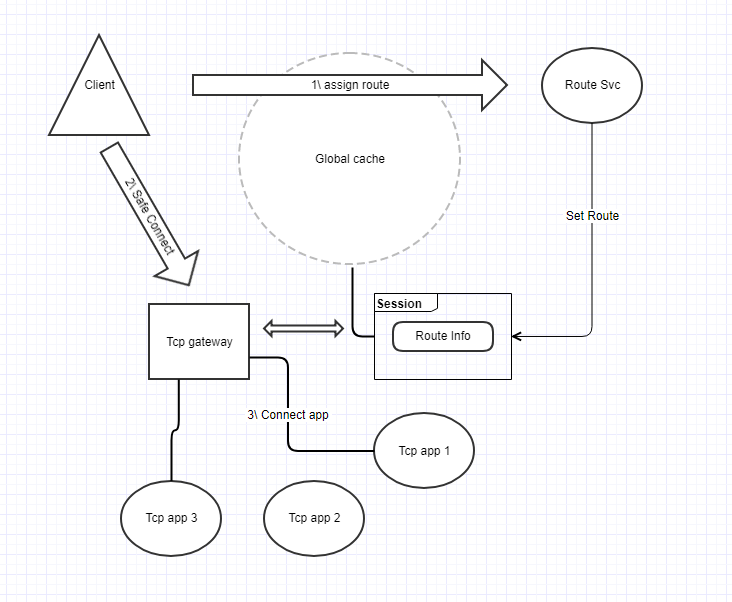 Client
1\ assign route
Route Svc
Global cache
2\ Safe Connect
Set Route
Session
Route Info
Tcp gateway
3\ Connect app
Tcp app 1
Tcp app 3
Tcp app 2